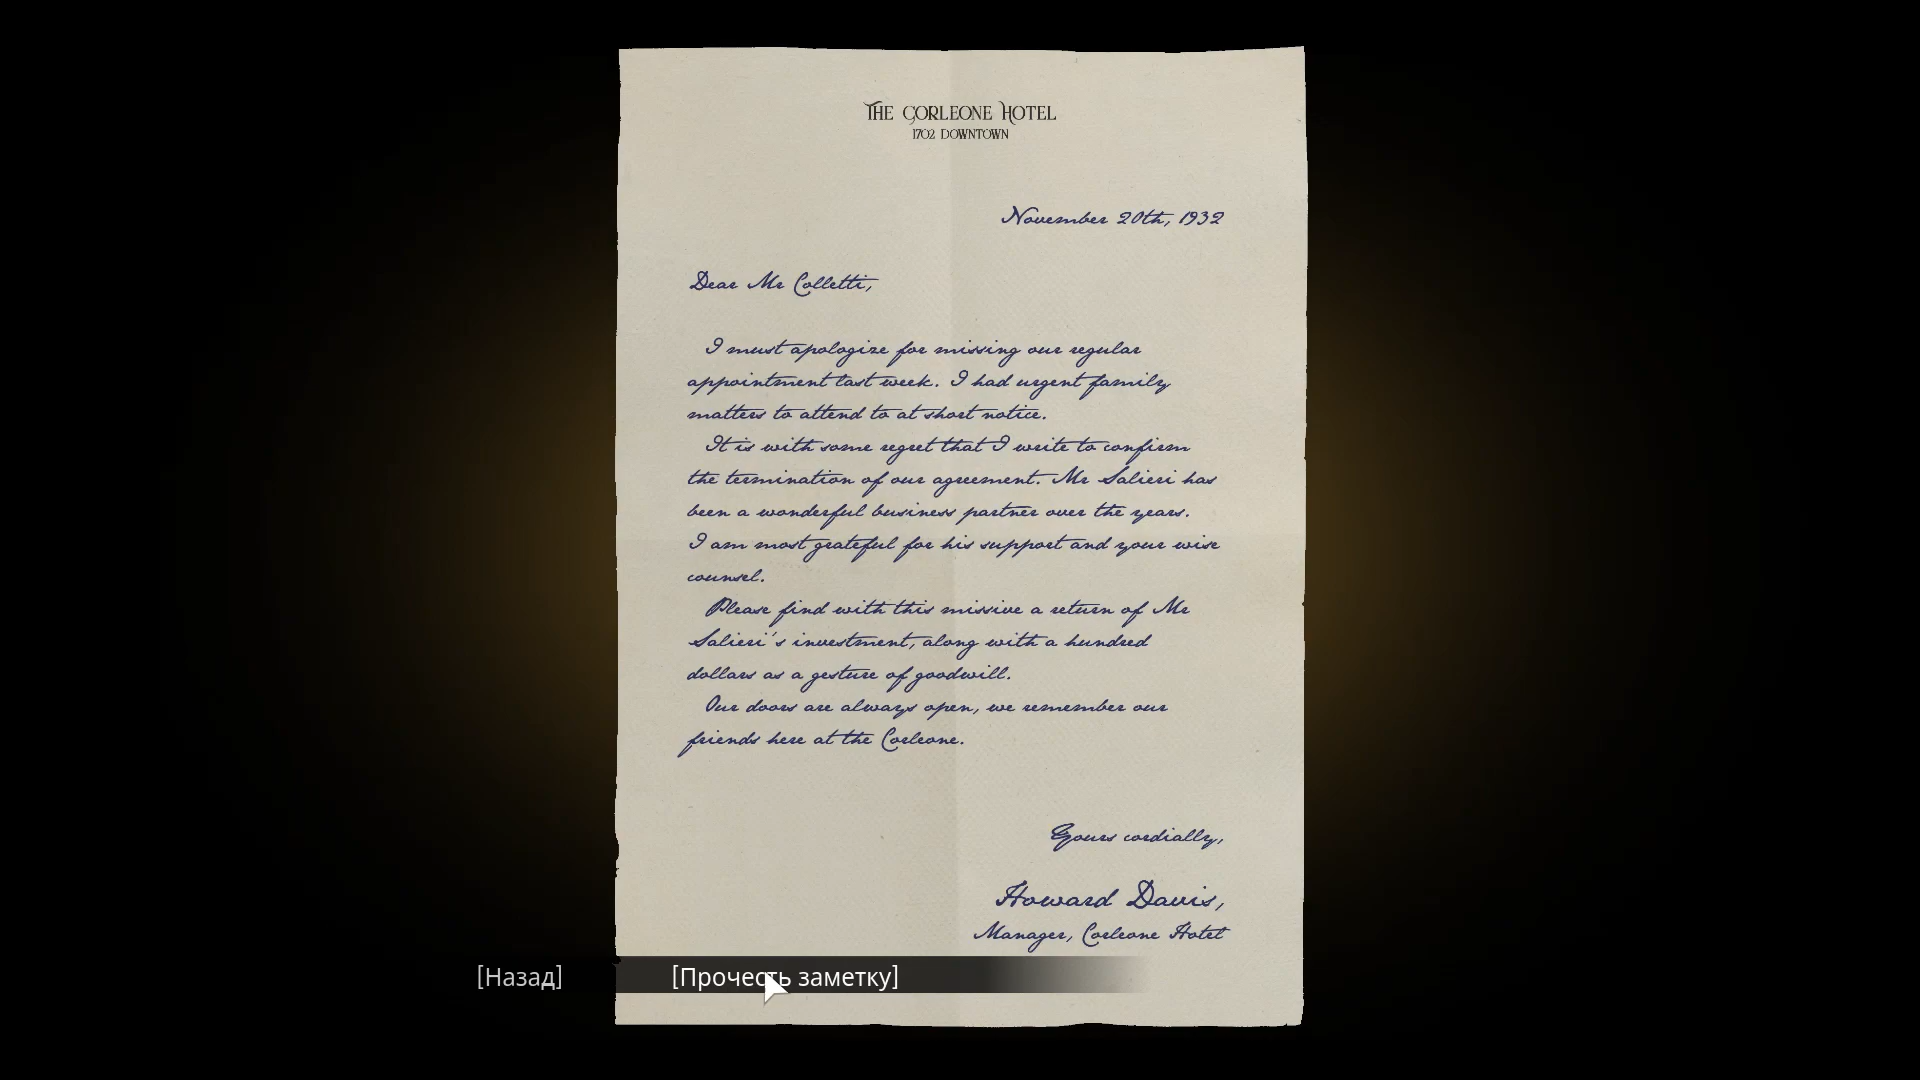 THE CORLEONE HOTEL
1702 DOWNTOWN
November 20th, 1932
Dear Mr Colletti,
I must apologize for missing our regular
appointment last week. I had urgent family
matters to attend to at short notice.
It is with some regret that I write to confirm
the termination of our agreement. Mr Salieri has
been a wonderful business partner over the years.
I am most grateful for his support and your wise
counsel.
Please find with this missive a return of Mr
Salieri's investment, along with a hundred
dollars as a gesture of goodwill.
Our doors are always open, we remember our
friends here at the Corleone.
Yours cordially,
Howard Davis,
Manager, Corleone Hotel
[Назад] [Прочесть заметку]